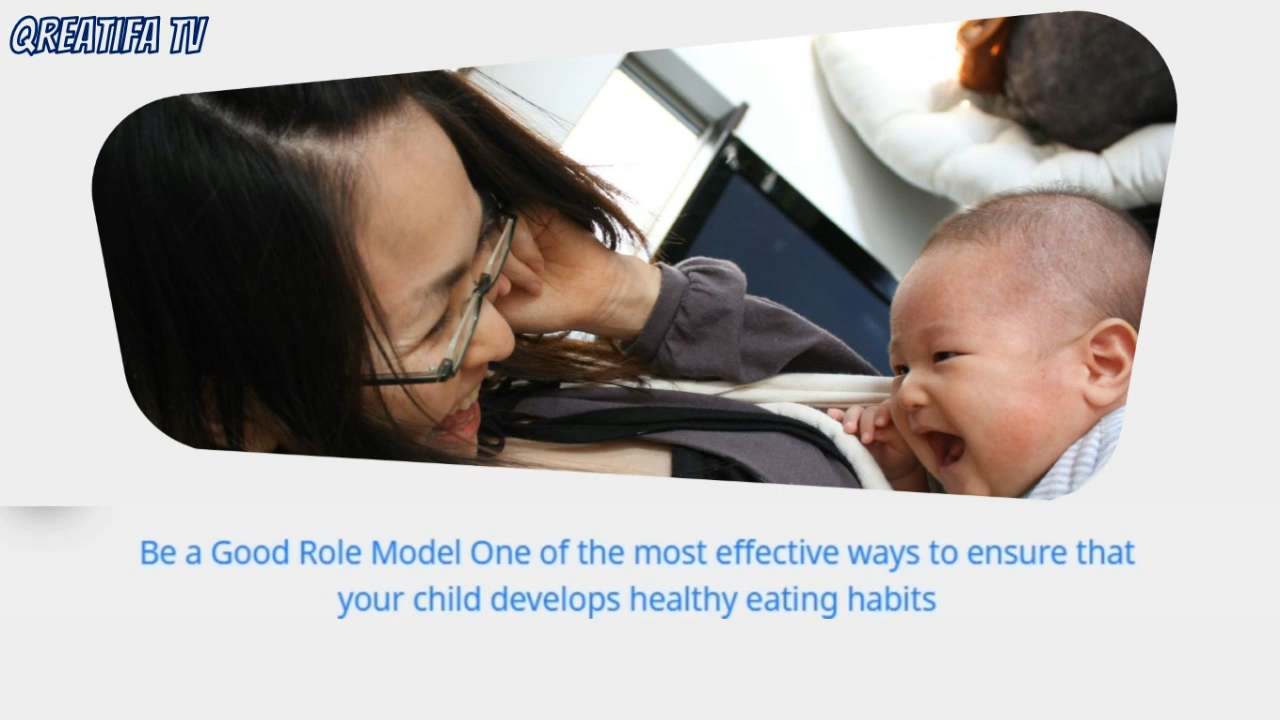 QREATIFA TV
Be a Good Role Model One of the most effective ways to ensure that
your child develops healthy eating habits